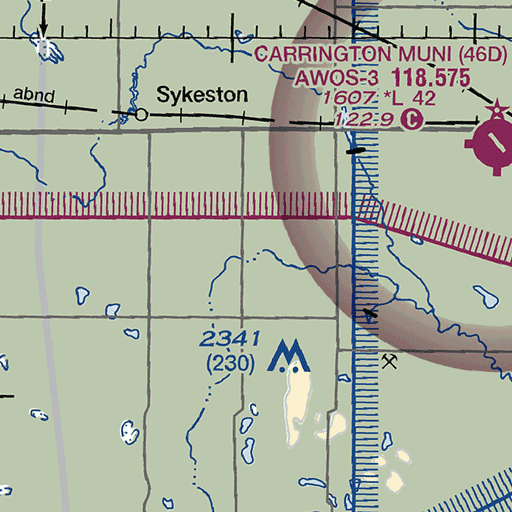 CARRINGTON MUNI (46D)
AWOS-3 118.575
1607 *L 42
122.9 C
abnd
Sykeston
2341
(230)